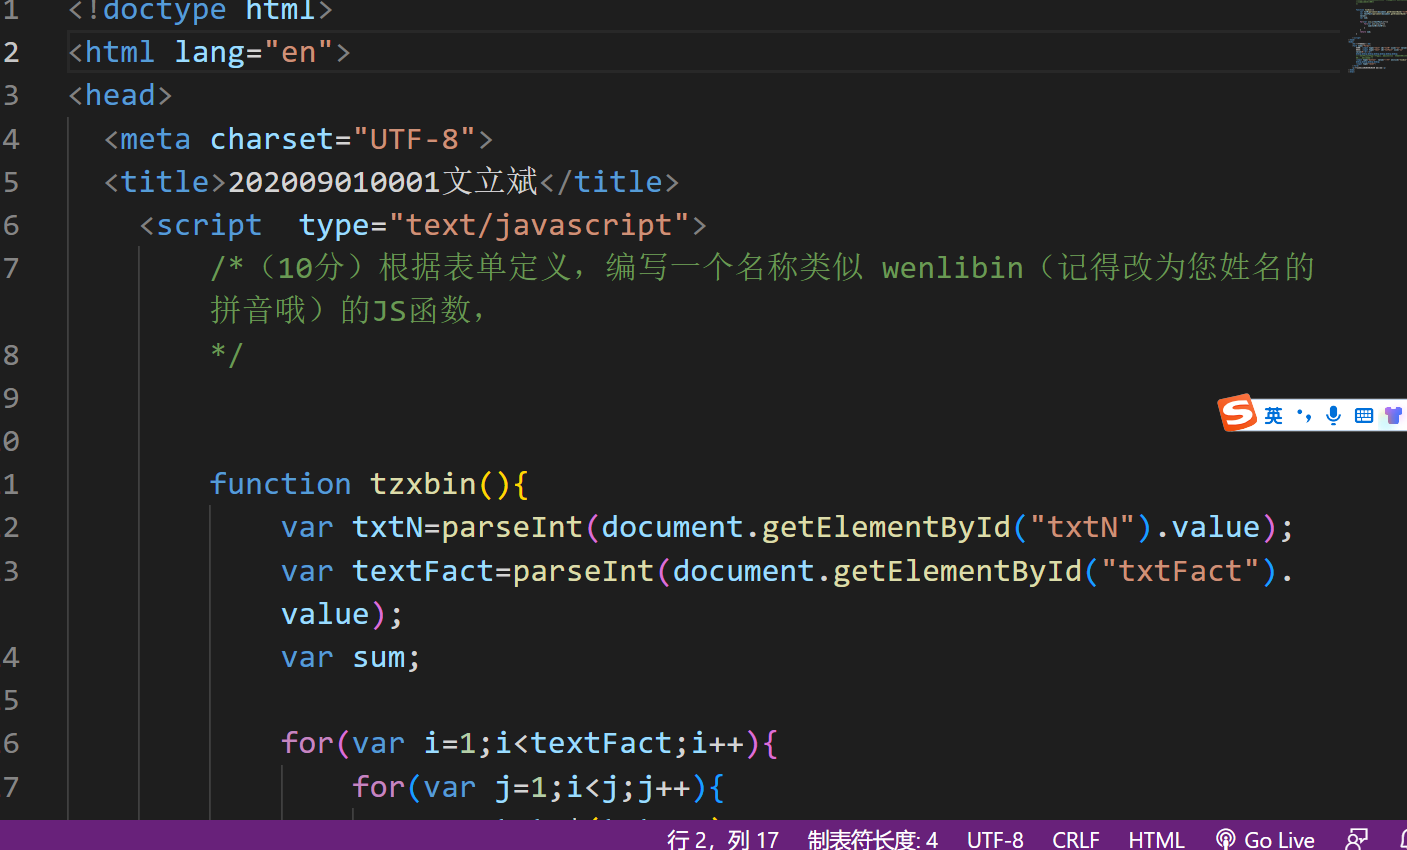 1 <!doctype html>
2 <html lang="en">
3 <head>
4 <meta charset="UTF-8">
5 <title>202009010001文立斌</title>
6 <script  type="text/javascript">
7 /*（10分）根据表单定义，编写一个名称类似 wenlibin（记得改为您姓名的
拼音哦）的JS函数，
8 */
9
0
英
1 function tzxbin(){
2 var txtN=parseInt(document.getElementById("txtN").value);
3 var textFact=parseInt(document.getElementById("txtFact").
value);
4 var sum;
5
6 for(var i=1;i<textFact;i++){
7 for(var j=1;i<j;j++){
行 2，列 17 制表符长度: 4 UTF-8 CRLF HTML Go Live